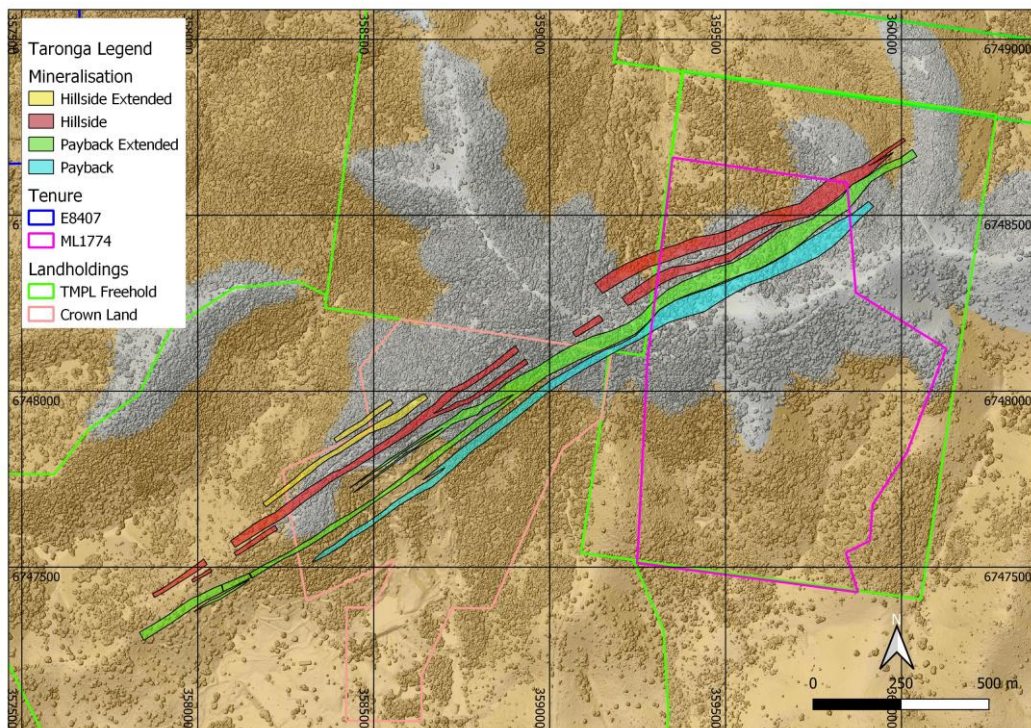 358500
359000
359500
360000
6749000
Taronga Legend
Mineralisation
Hillside Extended
Hillside
Payback Extended
Payback
Tenure
E8407
ML1774
6748500
Landholdings
TMPL Freehold
Crown Land
6748000
6748000
6747500
6747500
N
0
250
500 m
358000
358500
359000
359500